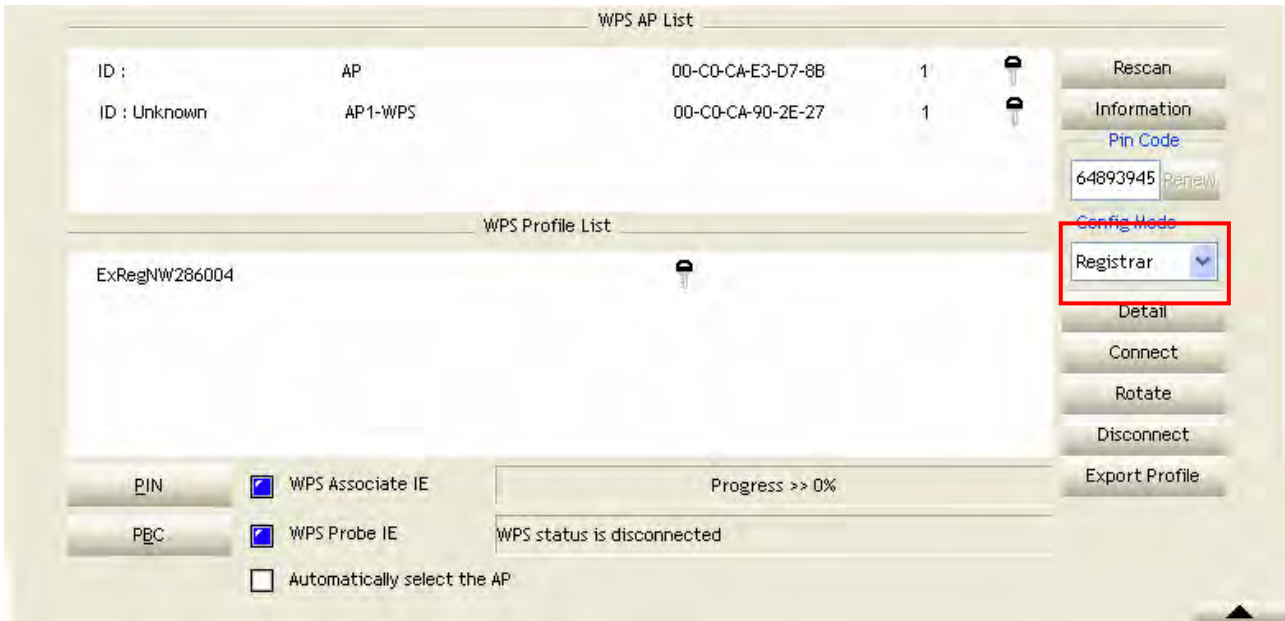 WPS AP List
ID : AP 00-C0-CA-E3-D7-8B 1
Rescan
ID : Unknown AP1-WPS 00-C0-CA-90-2E-27 1
Information
Pin Code
64893945 Renew
WPS Profile List
Config Mode
ExRegNW286004
Registrar
Detail
Connect
Rotate
Disconnect
PIN WPS Associate IE Progress >> 0%
Export Profile
PBC WPS Probe IE WPS status is disconnected
Automatically select the AP